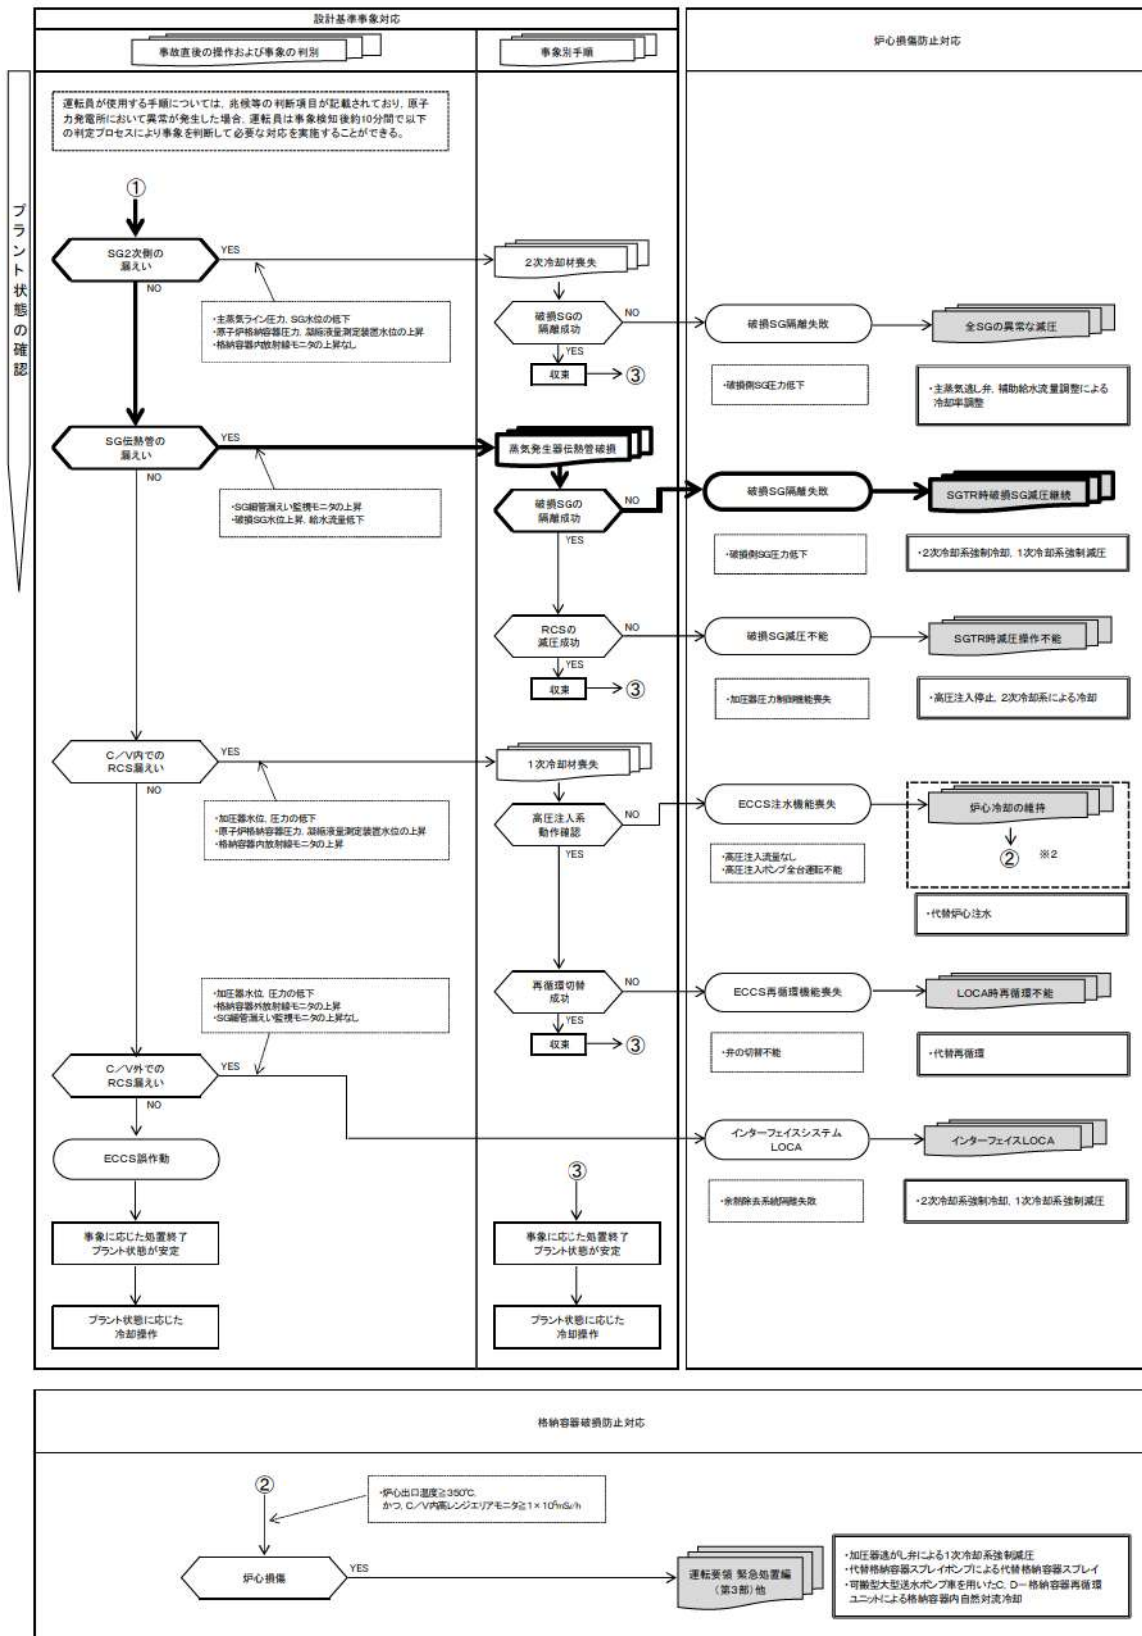 設計基準事象対応
事故直後の操作および事象の判別
事象別手順
炉心損傷防止対応
プラント状態の確認
運転員が使用する手順については、兆候等の判断項目が記載されており、原子
力発電所において異常が発生した場合、運転員は事象検知後約10分間で以下
の判定プロセスにより事象を判断して必要な対応を実施することができる。
①
SG2次側の
漏えい
YES
NO
・主蒸気ライン圧力、SG水位の低下
・原子炉格納容器圧力、凝縮液量測定装置水位の上昇
・格納容器内放射線モニタの上昇なし
2次冷却材喪失
破損SGの
隔離成功
NO
YES
収束
③
破損SG隔離失敗
・破損側SG圧力低下
全SGの異常な減圧
・主蒸気逃し弁、補助給水流量調整による
冷却率調整
SG伝熱管の
漏えい
YES
NO
・SG細管漏えい監視モニタの上昇
・破損SG水位上昇、給水流量低下
蒸気発生器伝熱管破損
破損SGの
隔離成功
NO
YES
破損SG隔離失敗
・破損側SG圧力低下
SGTR時破損SG減圧継続
・2次冷却系強制冷却、1次冷却系強制減圧
RCSの
減圧成功
NO
YES
収束
③
破損SG減圧不能
・加圧器圧力制御機能喪失
SGTR時減圧操作不能
・高圧注入停止、2次冷却系による冷却
C/V内での
RCS漏えい
YES
NO
・加圧器水位、圧力の低下
・原子炉格納容器圧力、凝縮液量測定装置水位の上昇
・格納容器内放射線モニタの上昇
1次冷却材喪失
高圧注入系
動作確認
NO
YES
ECCS注水機能喪失
・高圧注入流量なし
・高圧注入ポンプ全台運転不能
炉心冷却の維持
② ※2
・代替炉心注水
・加圧器水位、圧力の低下
・格納容器外放射線モニタの上昇
・SG細管漏えい監視モニタの上昇なし
再循環切替
成功
NO
YES
収束
③
ECCS再循環機能喪失
・弁の切替不能
LOCA時再循環不能
・代替再循環
C/V外での
RCS漏えい
YES
NO
インターフェイスシステム
LOCA
・余熱除去系統隔離失敗
インターフェイスLOCA
・2次冷却系強制冷却、1次冷却系強制減圧
ECCS誤作動
事象に応じた処置終了
プラント状態が安定
プラント状態に応じた
冷却操作
③
事象に応じた処置終了
プラント状態が安定
プラント状態に応じた
冷却操作
格納容器破損防止対応
②
・炉心出口温度≧350℃、
かつ、C/V内高レンジエリアモニタ≧1×10⁵mSv/h
炉心損傷
YES
運転要領 緊急処置編
(第3部)他
・加圧器逃がし弁による1次冷却系強制減圧
・代替格納容器スプレイポンプによる代替格納容器スプレイ
・可搬型大型送水ポンプ車を用いたC、D-格納容器再循環
ユニットによる格納容器内自然対流冷却